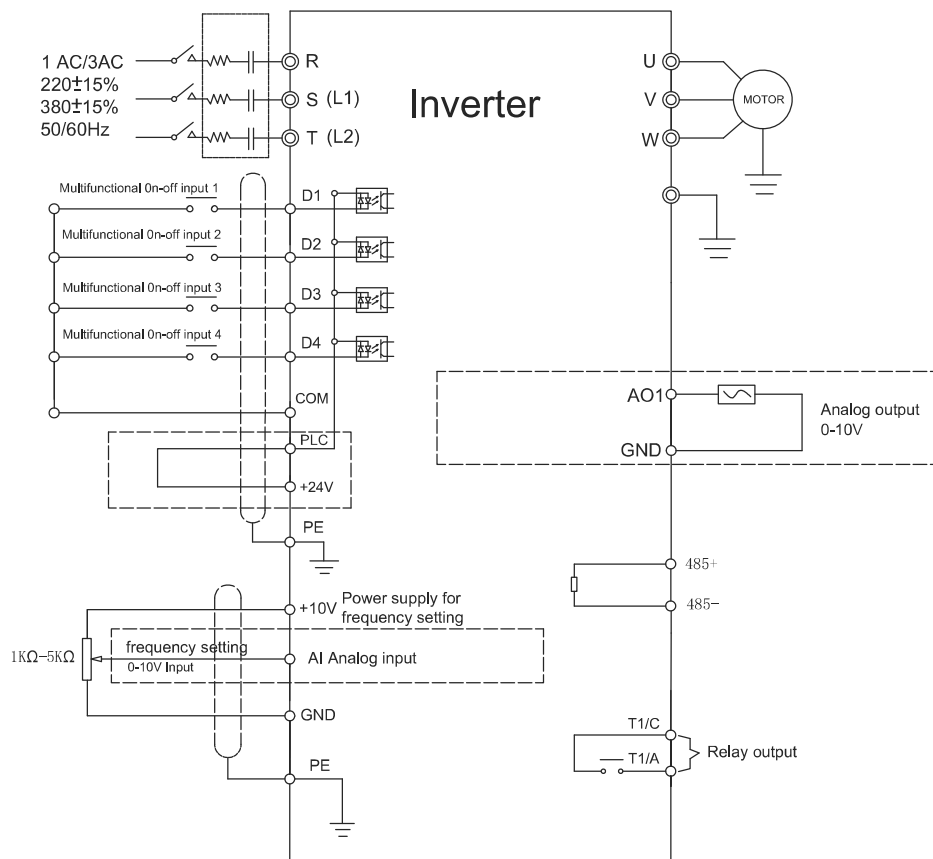 1 AC/3AC
220±15%
380±15%
50/60Hz
R
S (L1)
T (L2)
Inverter
U
V
W
MOTOR
Multifunctional 0n-off input 1
D1
Multifunctional 0n-off input 2
D2
Multifunctional 0n-off input 3
D3
Multifunctional 0n-off input 4
D4
COM
PLC
+24V
PE
AO1
GND
Analog output
0-10V
485+
485-
+10V
Power supply for
frequency setting
1KΩ-5KΩ
frequency setting
0-10V Input
AI Analog input
GND
PE
T1/C
T1/A
Relay output